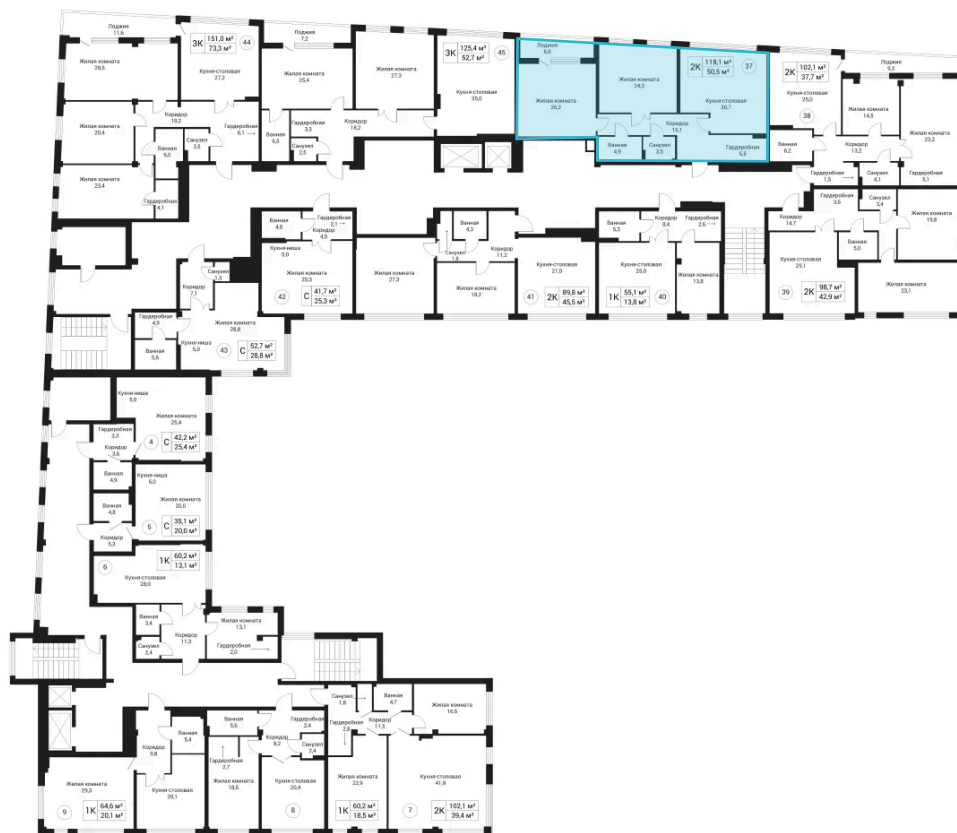 Лоджия
11,6
3К
151,0 м²
73,3 м²
44
Жилая комната
29,5
Кухня-столовая
27,2
Лоджия
7,2
Жилая комната
25,4
Жилая комната
27,3
3К
125,4 м²
52,7 м²
45
Кухня-столовая
35,0
Лоджия
6,9
Жилая комната
26,2
Жилая комната
24,3
2К
118,1 м²
50,5 м²
37
Кухня-столовая
30,7
2К
102,1 м²
37,7 м²
Кухня-столовая
25,0
38
Лоджия
9,3
Жилая комната
14,5
Жилая комната
23,2
Коридор
19,2
Гардеробная
6,1
Жилая комната
20,4
Ванная
6,0
Санузел
3,5
Ванная
Гардеробная
3,3
Коридор
18,2
Санузел
2,5
Коридор
16,1
Ванная
4,9
Санузел
3,5
Гардеробная
5,5
Ванная
6,2
Коридор
13,2
Жилая комната
23,4
Гардеробная
4,1
Гардеробная
1,5
Санузел
4,1
Гардеробная
5,1
Ванная
4,8
Гардеробная
2,1
Коридор
4,5
Ванная
4,3
Санузел
1,8
Коридор
11,2
Ванная
5,3
Коридор
8,4
Гардеробная
2,6
Коридор
14,7
Гардеробная
3,6
Санузел
3,4
Жилая комната
19,8
Ванная
5,0
Кухня-ниша
5,0
Жилая комната
25,3
42
С
41,7 м²
25,3 м²
Жилая комната
27,3
Жилая комната
18,2
Кухня-столовая
27,0
41
2К
89,8 м²
45,5 м²
Кухня-столовая
25,0
1К
55,1 м²
13,8 м²
40
Жилая комната
13,8
Кухня-столовая
29,1
39
2К
98,7 м²
42,9 м²
Жилая комната
23,1
Санузел
1,3
Коридор
7,1
Гардеробная
4,9
Ванная
5,6
Жилая комната
28,8
Кухня-ниша
5,0
43
С
52,7 м²
28,8 м²
Кухня-ниша
5,0
Жилая комната
25,4
4
С
42,2 м²
25,4 м²
Гардеробная
3,3
Коридор
3,6
Ванная
4,9
Кухня-ниша
5,0
Жилая комната
20,0
Ванная
4,8
5
С
35,1 м²
20,0 м²
Коридор
5,3
6
1К
60,2 м²
13,1 м²
Кухня-столовая
28,0
Ванная
3,4
Санузел
2,4
Коридор
11,3
Жилая комната
13,1
Гардеробная
2,0
Санузел
1,8
Ванная
4,7
Жилая комната
16,5
Ванная
5,4
Коридор
9,8
Ванная
5,6
Гардеробная
2,4
Коридор
8,2
Санузел
2,4
Гардеробная
2,8
Коридор
11,5
Гардеробная
2,7
Жилая комната
29,3
9
1К
64,6 м²
20,1 м²
Кухня-столовая
20,1
Жилая комната
18,5
Кухня-столовая
20,4
8
Жилая комната
22,9
1К
60,2 м²
18,5 м²
7
Кухня-столовая
41,8
2К
102,1 м²
39,4 м²